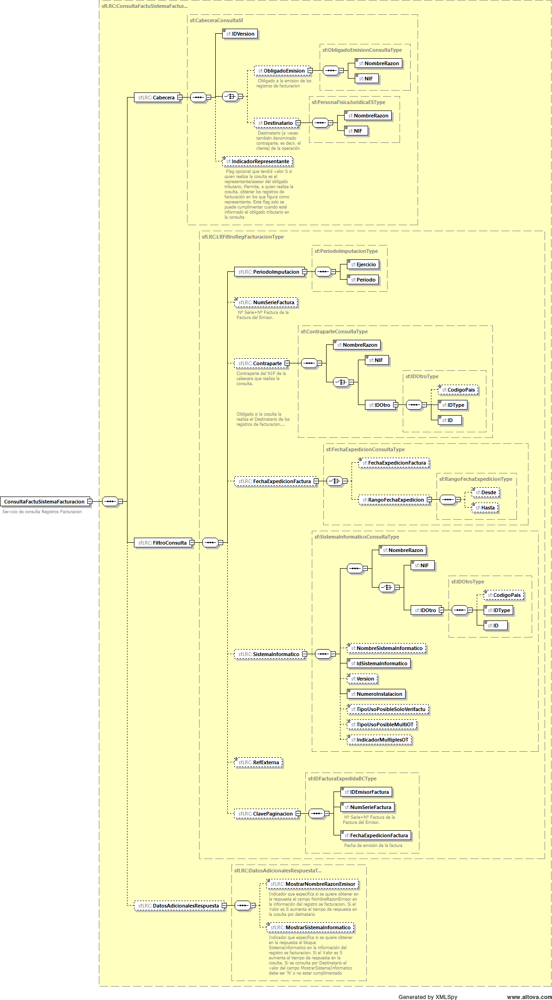 sfLRC:ConsultaFactuSistemaFactur...
sf:CabeceraConsultaSf
sf:IDVersion
sf:ObligadoEmisionConsultaType
sf:NombreRazon
sf:ObligadoEmision
sf:NIF
Obligado a la emision de los
registros de facturacion
sfLRC:Cabecera
sf:PersonaFisicaJuridicaESType
sf:NombreRazon
sf:Destinatario
sf:NIF
Destinatario (a veces
también denominado
contraparte, es decir, el
cliente) de la operación
sf:IndicadorRepresentante
Flag opcional que tendrá valor S si
quien realiza la cosulta es el
representante/asesor del obligado
tributario. Permite, a quien realiza la
cosulta, obtener los registros de
facturación en los que figura como
representante. Este flag solo se
puede cumplimentar cuando esté
informado el obligado tributario en
la consulta
sfLRC:LRFiltroRegFacturacionType
sf:PeriodoImputacionType
sf:Ejercicio
sfLRC:PeriodoImputacion
sf:Periodo
sfLRC:NumSerieFactura
Nº Serie+Nº Factura de la
Factura del Emisor.
sf:ContraparteConsultaType
sf:NombreRazon
sf:NIF
sfLRC:Contraparte
Contraparte del NIF de la
cabecera que realiza la
consulta.
sf:IDOtroType
sf:CodigoPais
sf:IDOtro
sf:IDType
Obligado si la cosulta la
realiza el Destinatario de los
registros de facturacion....
sf:ID
sf:FechaExpedicionConsultaType
sf:FechaExpedicionFactura
sfLRC:FechaExpedicionFactura
sf:RangoFechaExpedicionType
sf:Desde
sf:RangoFechaExpedicion
sf:Hasta
ConsultaFactuSistemaFacturacion
Servicio de consulta Registros Facturacion
sf:SistemaInformaticoConsultaType
sfLRC:FiltroConsulta
sf:NombreRazon
sf:NIF
sf:IDOtroType
sf:CodigoPais
sf:IDOtro
sf:IDType
sf:ID
sf:NombreSistemaInformatico
sfLRC:SistemaInformatico
sf:IdSistemaInformatico
sf:Version
sf:NumeroInstalacion
sf:TipoUsoPosibleSoloVerifactu
sf:TipoUsoPosibleMultiOT
sf:IndicadorMultiplesOT
sfLRC:RefExterna
sf:IDFacturaExpedidaBCType
sf:IDEmisorFactura
sf:NumSerieFactura
sfLRC:ClavePaginacion
Nº Serie+Nº Factura de la
Factura del Emisor.
sf:FechaExpedicionFactura
Fecha de emisión de la factura
sfLRC:DatosAdicionalesRespuestaT...
sfLRC:MostrarNombreRazonEmisor
Indicador que especifica si se quiere obtener en
la respuesta el campo NombreRazonEmisor en
la información del registro se facturacion. Si el
Valor es S aumenta el tiempo de respuesta en
la cosulta por detinatario
sfLRC:DatosAdicionalesRespuesta
sfLRC:MostrarSistemaInformatico
Indicador que especifica si se quiere obtener
en la respuesta el bloque
SistemaInformatico en la información del
registro se facturacion. Si el Valor es S
aumenta el tiempo de respuesta en la
cosulta. Si se consulta por Destinatario el
valor del campo MostrarSistemaInformatico
debe ser 'N' o no estar cumplimentado
Generated by XMLSpy
www.altova.com